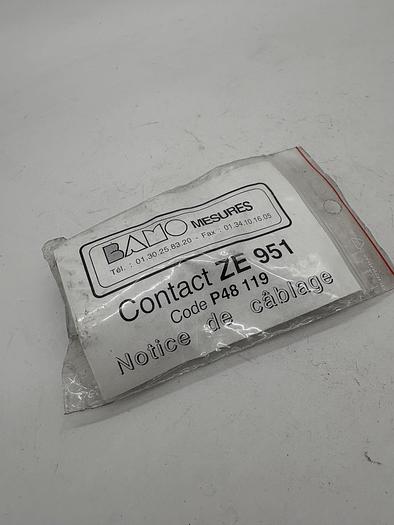 BAMO MESURES
Tél. : 01.30.25.83.20 - Fax : 01.34.10.16.05
Contact ZE 951
Code P48 119
Notice de câblage